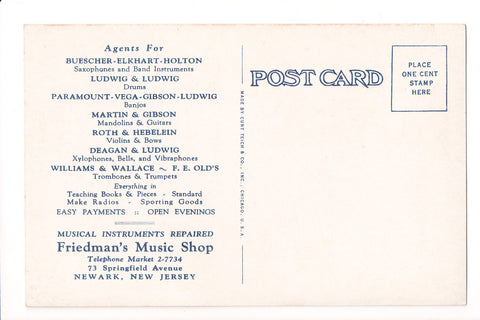 Agents For
BUESCHER-ELKHART-HOLTON
Saxophones and Band Instruments
LUDWIG & LUDWIG
Drums
PARAMOUNT-VEGA-GIBSON-LUDWIG
Banjos
MARTIN & GIBSON
Mandolins & Guitars
ROTH & HEBELEIN
Violins & Bows
DEAGAN & LUDWIG
Xylophones, Bells, and Vibraphones
WILLIAMS & WALLACE ~ F. E. OLD'S
Trombones & Trumpets
Everything in
Teaching Books & Pieces - Standard
Make Radios - Sporting Goods
EASY PAYMENTS :: OPEN EVENINGS
MUSICAL INSTRUMENTS REPAIRED
Friedman's Music Shop
Telephone Market 2-7734
73 Springfield Avenue
NEWARK, NEW JERSEY
MADE BY CURT TEICH & CO., INC., CHICAGO, U.S.A.
POST CARD
PLACE
ONE CENT
STAMP
HERE